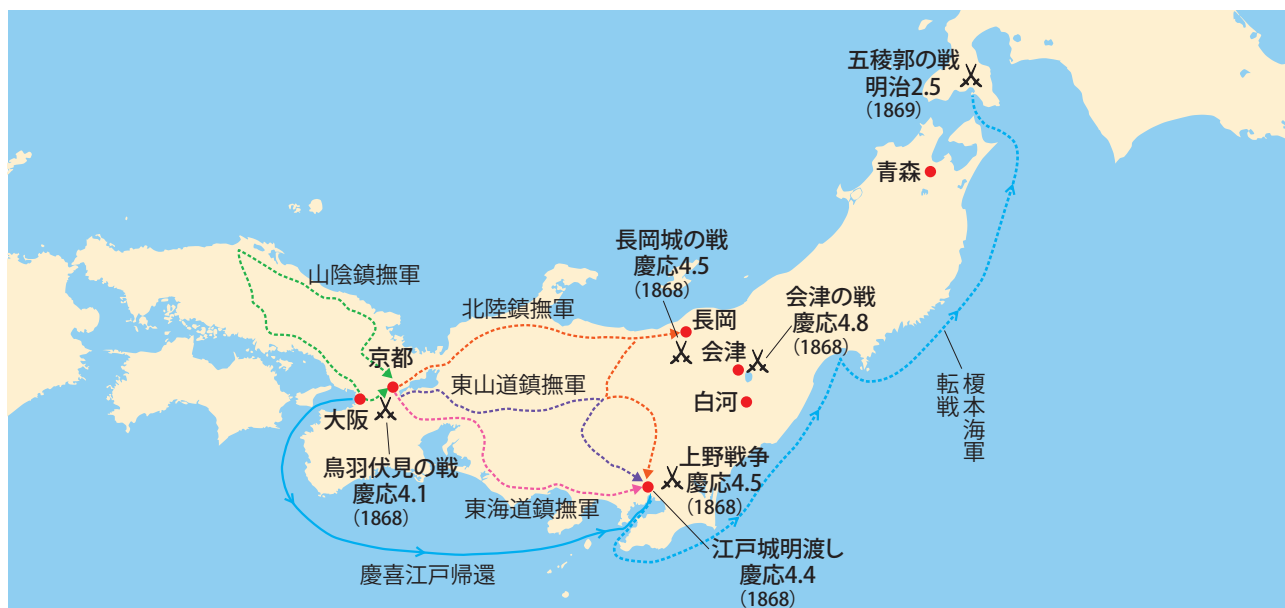 五稜郭の戦
明治2.5
（1869）
青森
長岡城の戦
慶応4.5
（1868）
山陰鎮撫軍
北陸鎮撫軍
長岡
会津の戦
慶応4.8
（1868）
会津
京都
東山道鎮撫軍
白河
榎本海軍
転戦
大阪
鳥羽伏見の戦
慶応4.1
（1868）
上野戦争
慶応4.5
（1868）
東海道鎮撫軍
江戸城明渡し
慶応4.4
（1868）
慶喜江戸帰還